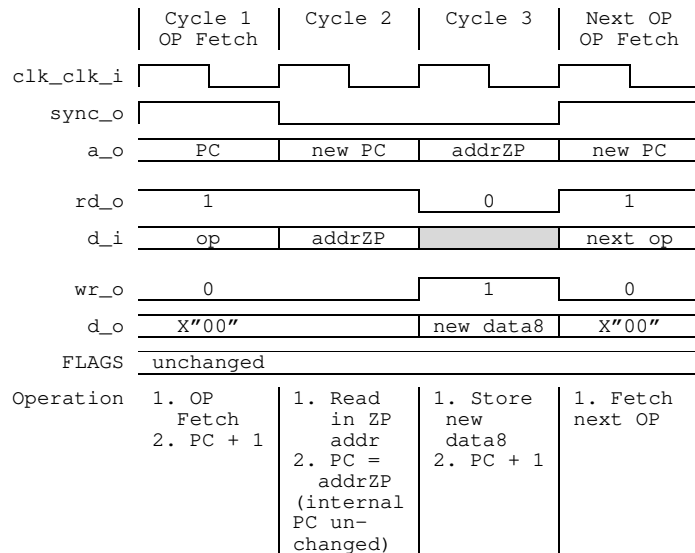 Cycle 1 Cycle 2 Cycle 3 Next OP
OP Fetch OP Fetch
clk_clk_i
sync_o
a_o PC new PC addrZP new PC
rd_o 1 0 1
d_i op addrZP next op
wr_o 0 1 0
d_o X"00" new data8 X"00"
FLAGS unchanged
Operation 1. OP 1. Read 1. Store 1. Fetch
Fetch in ZP new next OP
2. PC + 1 addr data8
2. PC = 2. PC + 1
addrZP
(internal
PC un-
changed)